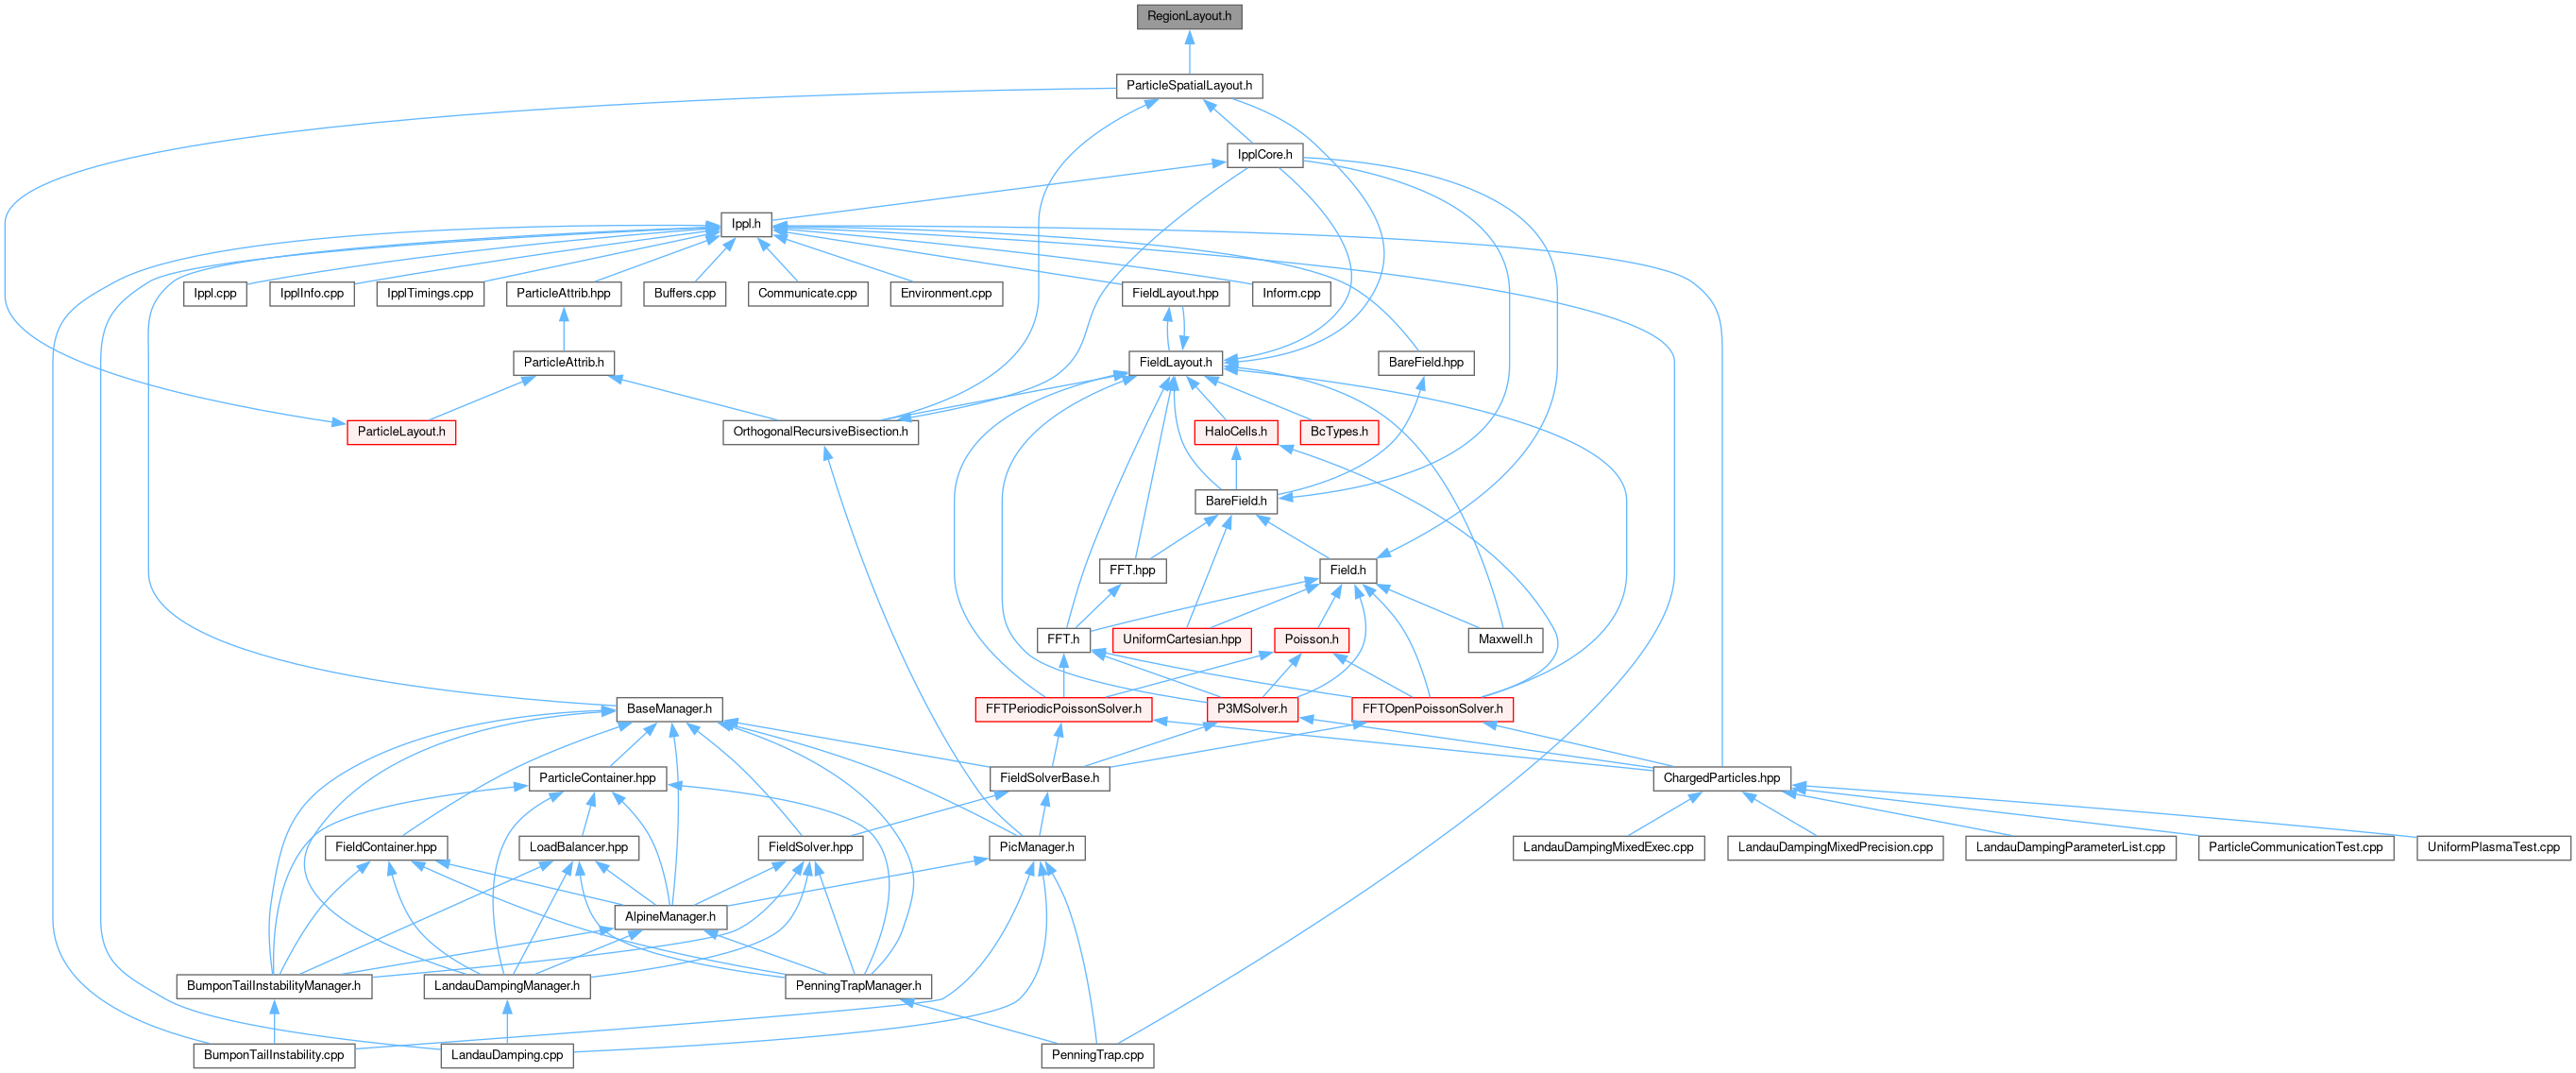 RegionLayout.h
ParticleSpatialLayout.h
IpplCore.h
Ippl.h
Ippl.cpp
IpplInfo.cpp
IpplTimings.cpp
ParticleAttrib.hpp
Buffers.cpp
Communicate.cpp
Environment.cpp
FieldLayout.hpp
Inform.cpp
ParticleAttrib.h
FieldLayout.h
BareField.hpp
ParticleLayout.h
OrthogonalRecursiveBisection.h
HaloCells.h
BcTypes.h
BareField.h
FFT.hpp
Field.h
FFT.h
UniformCartesian.hpp
Poisson.h
Maxwell.h
BaseManager.h
FFTPeriodicPoissonSolver.h
P3MSolver.h
FFTOpenPoissonSolver.h
ParticleContainer.hpp
FieldSolverBase.h
ChargedParticles.hpp
FieldContainer.hpp
LoadBalancer.hpp
FieldSolver.hpp
PicManager.h
LandauDampingMixedExec.cpp
LandauDampingMixedPrecision.cpp
LandauDampingParameterList.cpp
ParticleCommunicationTest.cpp
UniformPlasmaTest.cpp
AlpineManager.h
BumponTailInstabilityManager.h
LandauDampingManager.h
PenningTrapManager.h
BumponTailInstability.cpp
LandauDamping.cpp
PenningTrap.cpp